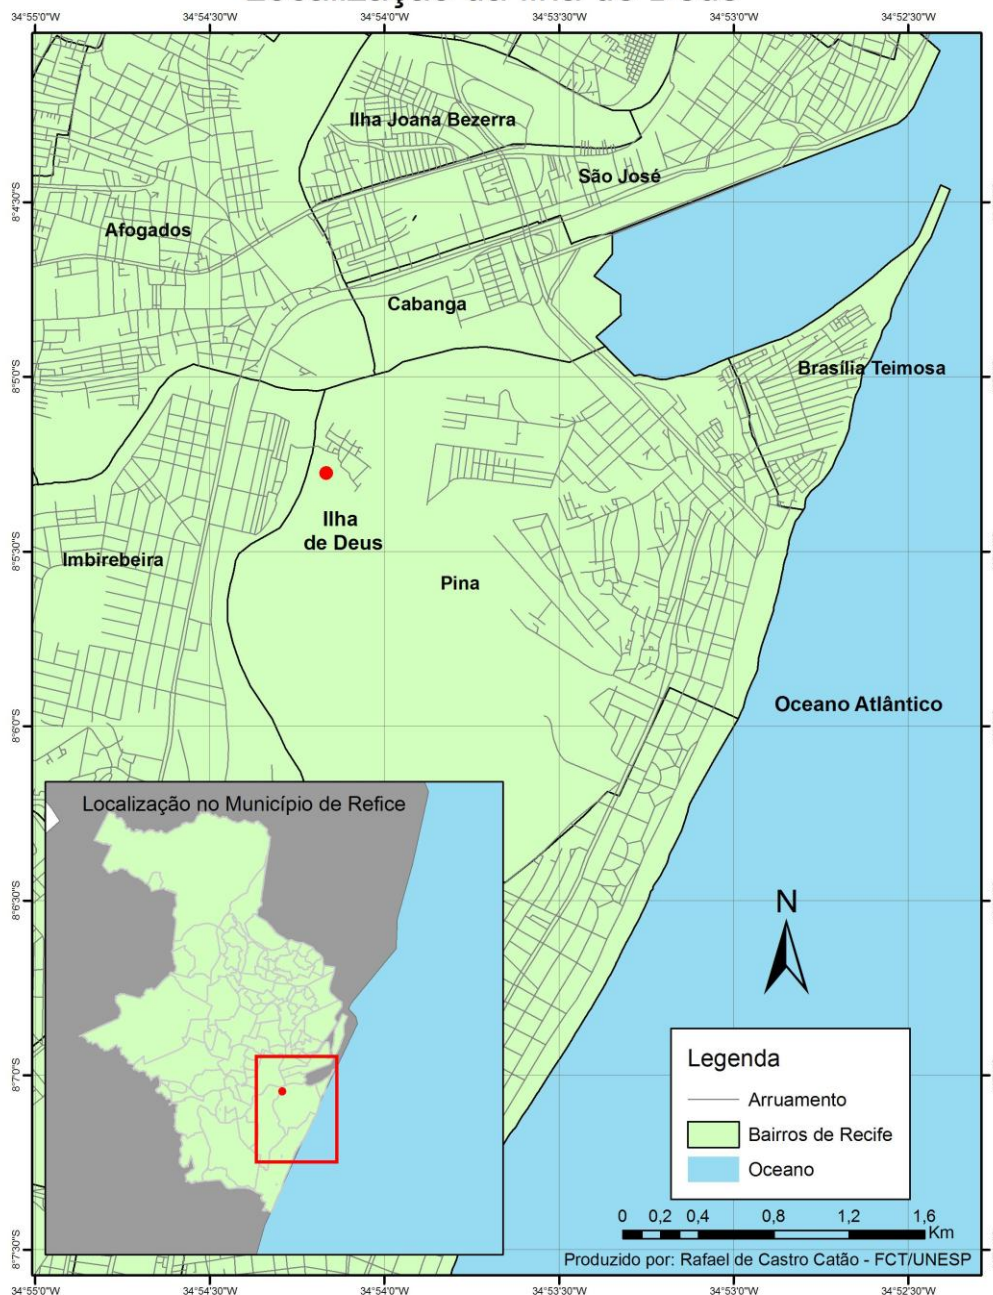 Localização da Ilha de Deus
34°55'0"W 34°54'30"W 34°54'0"W 34°53'30"W 34°53'0"W 34°52'30"W
Ilha Joana Bezerra
São José
8°4'30"S
Afogados
Cabanga
Brasília Teimosa
8°5'0"S
Ilha
de Deus
8°5'30"S
Imbirebeira
Pina
Oceano Atlântico
8°6'0"S
Localização no Município de Refice
8°6'30"S
N
8°7'0"S
Legenda
Arruamento
Bairros de Recife
Oceano
0 0,2 0,4 0,8 1,2 1,6
Km
8°7'30"S
Produzido por: Rafael de Castro Catão - FCT/UNESP
34°55'0"W 34°54'30"W 34°54'0"W 34°53'30"W 34°53'0"W 34°52'30"W